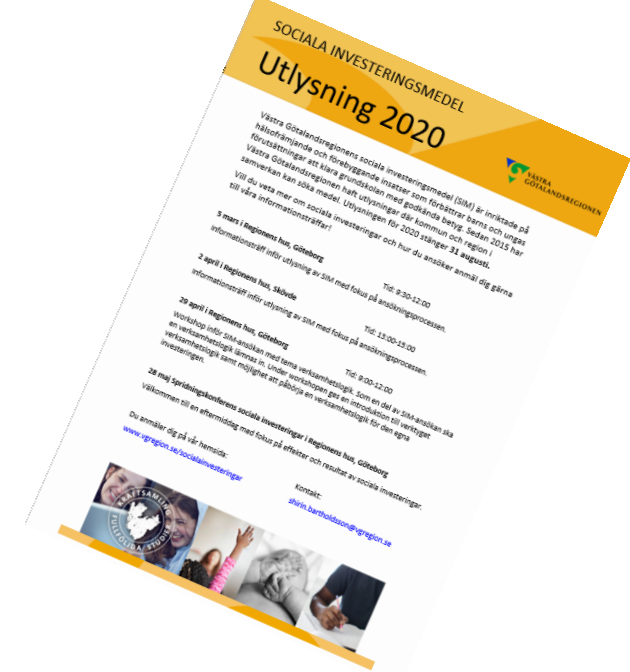 SOCIALA INVESTERINGSMEDEL
Utlysning 2020
VÄSTRA
GÖTALANDSREGIONEN
Västra Götalandsregionens sociala investeringsmedel (SIM) är inriktade på
hälsofrämjande och förebyggande insatser som förbättrar barns och ungas
förutsättningar att klara grundskolan med godkända betyg. Sedan 2015 har
Västra Götalandsregionen haft utlysningar där kommun och region i
samverkan kan söka medel. Utlysningen för 2020 stänger 31 augusti.
Vill du veta mer om sociala investeringar och hur du ansöker anmäl dig gärna
till våra informationsträffar!
5 mars i Regionens hus, Göteborg Tid: 9:30-12:00
Informationsträff inför utlysning av SIM med fokus på ansökningsprocessen.
2 april i Regionens hus, Skövde Tid: 13:00-15:00
Informationsträff inför utlysning av SIM med fokus på ansökningsprocessen.
29 april i Regionens hus, Göteborg Tid: 9:00-12:00
Workshop inför SIM-ansökan med tema verksamhetslogik. Som en del av SIM-ansökan ska
en verksamhetslogik lämnas in. Under workshopen ges en introduktion till verktyget
verksamhetslogik samt möjlighet att påbörja en verksamhetslogik för den egna
investeringen.
28 maj Spridningskonferens sociala investeringar i Regionens hus, Göteborg
Välkommen till en eftermiddag med fokus på effekter och resultat av sociala investeringar.
Du anmäler dig på vår hemsida:
www.vgregion.se/socialainvesteringar
Kontakt:
shirin.bartholdsson@vgregion.se
KRAFTSAMLING
FULLFÖLJDA STUDIER